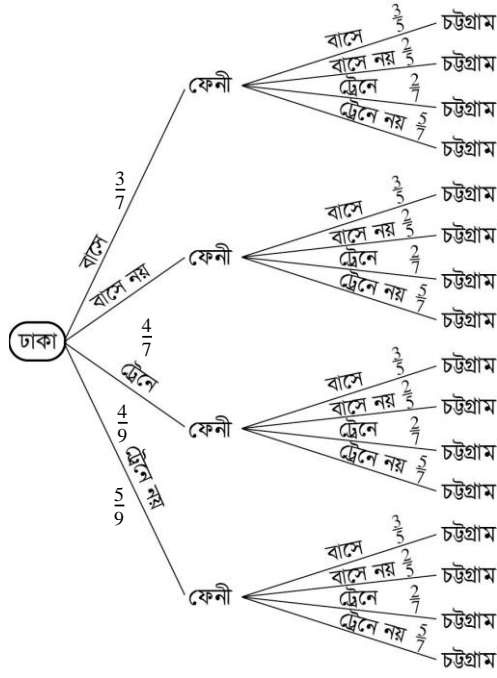 বাসে 3/5 চট্টগ্রাম
বাসে নয় 2/5 চট্টগ্রাম
ফেনী
ট্রেনে 2/7 চট্টগ্রাম
ট্রেনে নয় 5/7 চট্টগ্রাম
3/7
বাসে
বাসে 3/5 চট্টগ্রাম
বাসে নয় 2/5 চট্টগ্রাম
ফেনী
ট্রেনে 2/7 চট্টগ্রাম
ট্রেনে নয় 5/7 চট্টগ্রাম
বাসে নয়
4/7
ঢাকা
ট্রেনে
বাসে 3/5 চট্টগ্রাম
বাসে নয় 2/5 চট্টগ্রাম
ফেনী
ট্রেনে 2/7 চট্টগ্রাম
ট্রেনে নয় 5/7 চট্টগ্রাম
4/9
ট্রেনে নয়
5/9
বাসে 3/5 চট্টগ্রাম
বাসে নয় 2/5 চট্টগ্রাম
ফেনী
ট্রেনে 2/7 চট্টগ্রাম
ট্রেনে নয় 5/7 চট্টগ্রাম